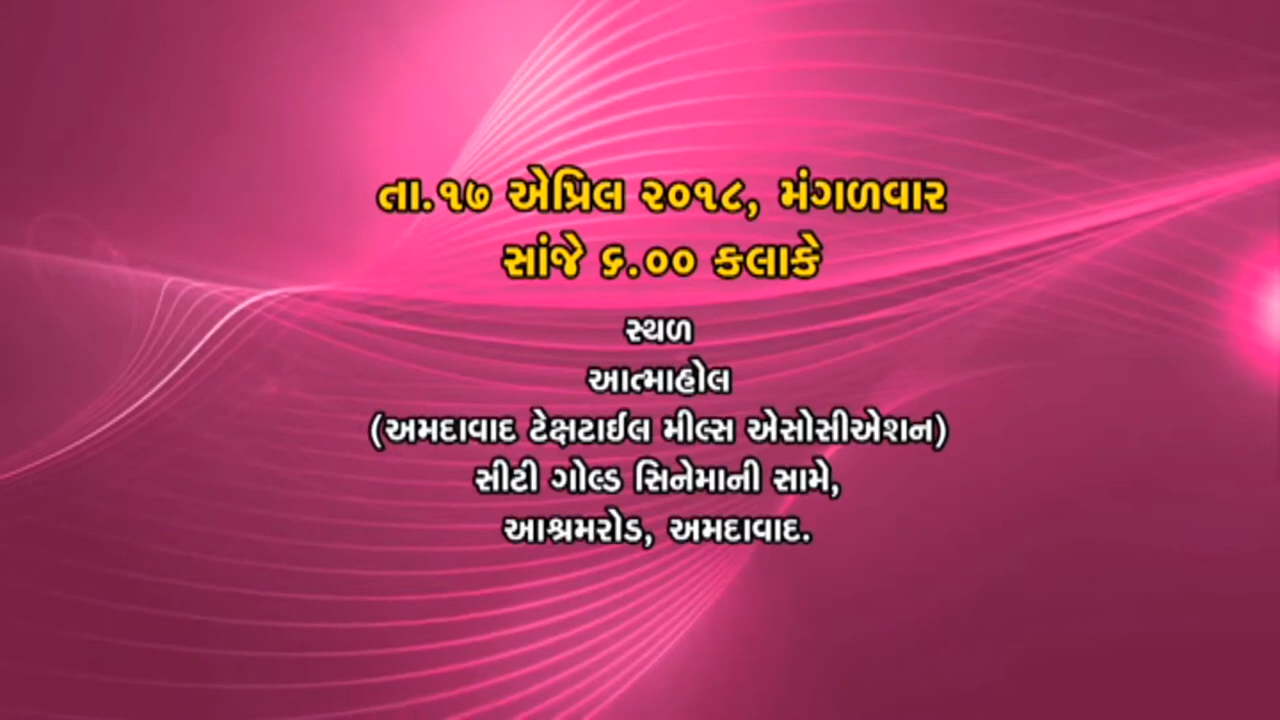 તા.૧૭ એપ્રિલ ૨૦૧૮, મંગળવાર
સાંજે ૬.૦૦ કલાકે
સ્થળ
આત્માહોલ
(અમદાવાદ ટેક્ષટાઈલ મીલ્સ એસોસીએશન)
સીટી ગોલ્ડ સિનેમાની સામે,
આશ્રમરોડ, અમદાવાદ.